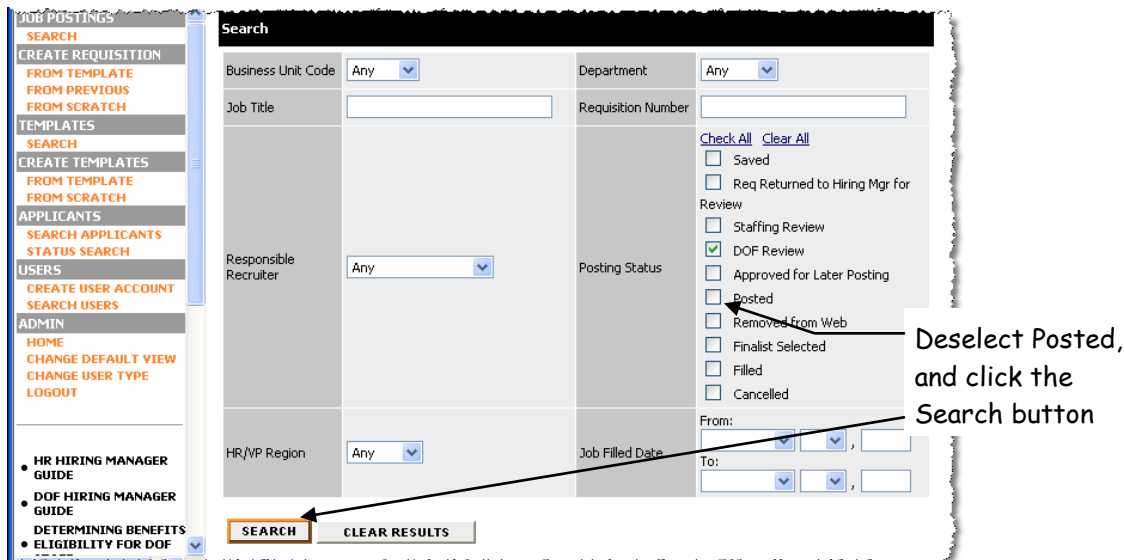 JOB POSTINGS
SEARCH
CREATE REQUISITION
FROM TEMPLATE
FROM PREVIOUS
FROM SCRATCH
TEMPLATES
SEARCH
CREATE TEMPLATES
FROM TEMPLATE
FROM SCRATCH
APPLICANTS
SEARCH APPLICANTS
STATUS SEARCH
USERS
CREATE USER ACCOUNT
SEARCH USERS
ADMIN
HOME
CHANGE DEFAULT VIEW
CHANGE USER TYPE
LOGOUT
• HR HIRING MANAGER
GUIDE
• DOF HIRING MANAGER
GUIDE
DETERMINING BENEFITS
• ELIGIBILITY FOR DOF
Search
Business Unit Code Any
Department Any
Job Title
Requisition Number
Responsible
Recruiter
Any
Posting Status
Check All Clear All
Saved
Req Returned to Hiring Mgr for
Review
Staffing Review
DOF Review
Approved for Later Posting
Posted
Removed from Web
Finalist Selected
Filled
Cancelled
HR/VP Region Any
Job Filled Date
From:
,
To:
,
SEARCH CLEAR RESULTS
Deselect Posted,
and click the
Search button